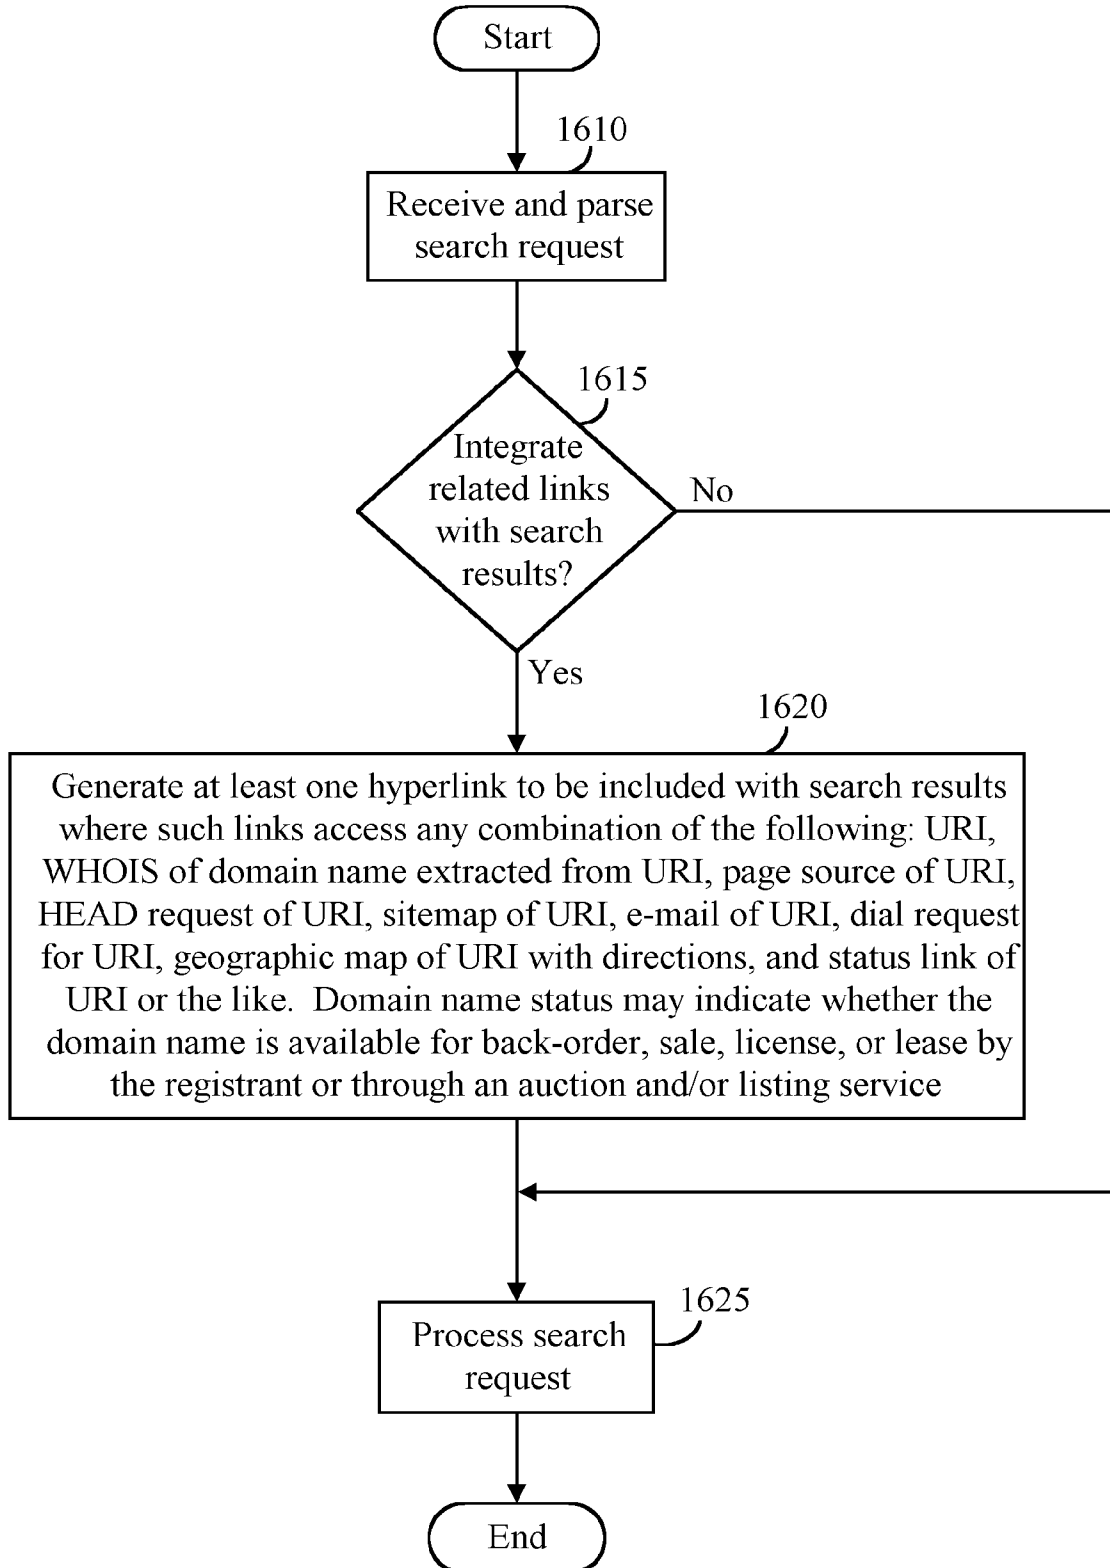 Start
1610
Receive and parse
search request
1615
Integrate
related links
with search
results?
No
Yes
1620
Generate at least one hyperlink to be included with search results
where such links access any combination of the following: URI,
WHOIS of domain name extracted from URI, page source of URI,
HEAD request of URI, sitemap of URI, e-mail of URI, dial request
for URI, geographic map of URI with directions, and status link of
URI or the like.  Domain name status may indicate whether the
domain name is available for back-order, sale, license, or lease by
the registrant or through an auction and/or listing service
1625
Process search
request
End